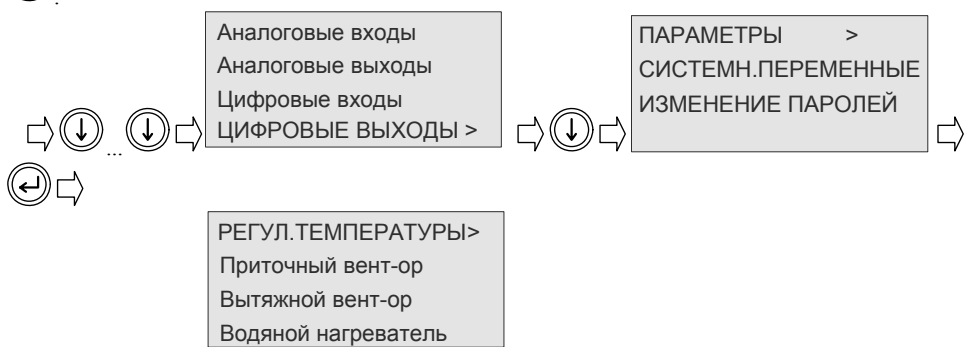 Аналоговые входы
Аналоговые выходы
Цифровые входы
ЦИФРОВЫЕ ВЫХОДЫ >
ПАРАМЕТРЫ >
СИСТЕМН.ПЕРЕМЕННЫЕ
ИЗМЕНЕНИЕ ПАРОЛЕЙ
...
РЕГУЛ.ТЕМПЕРАТУРЫ>
Приточный вент-ор
Вытяжной вент-ор
Водяной нагреватель